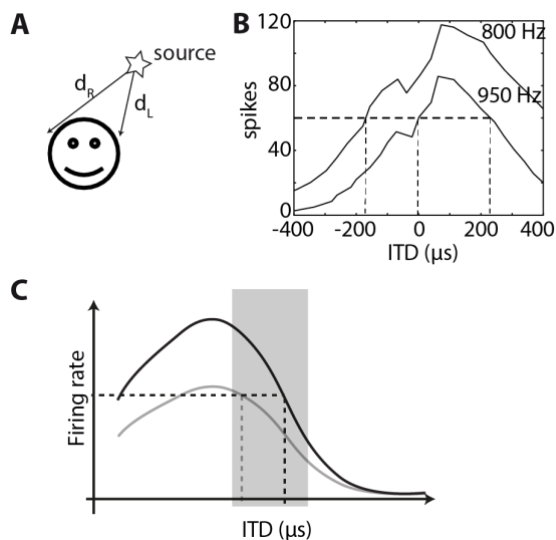 A
source
d_R
d_L
B
120
80
40
0
spikes
800 Hz
950 Hz
-400 -200 0 200 400
ITD (μs)
C
Firing rate
ITD (μs)